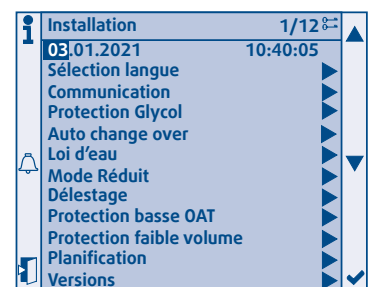 Installation 1/12
03.01.2021 10:40:05
Sélection langue
Communication
Protection Glycol
Auto change over
Loi d'eau
Mode Réduit
Délestage
Protection basse OAT
Protection faible volume
Planification
Versions